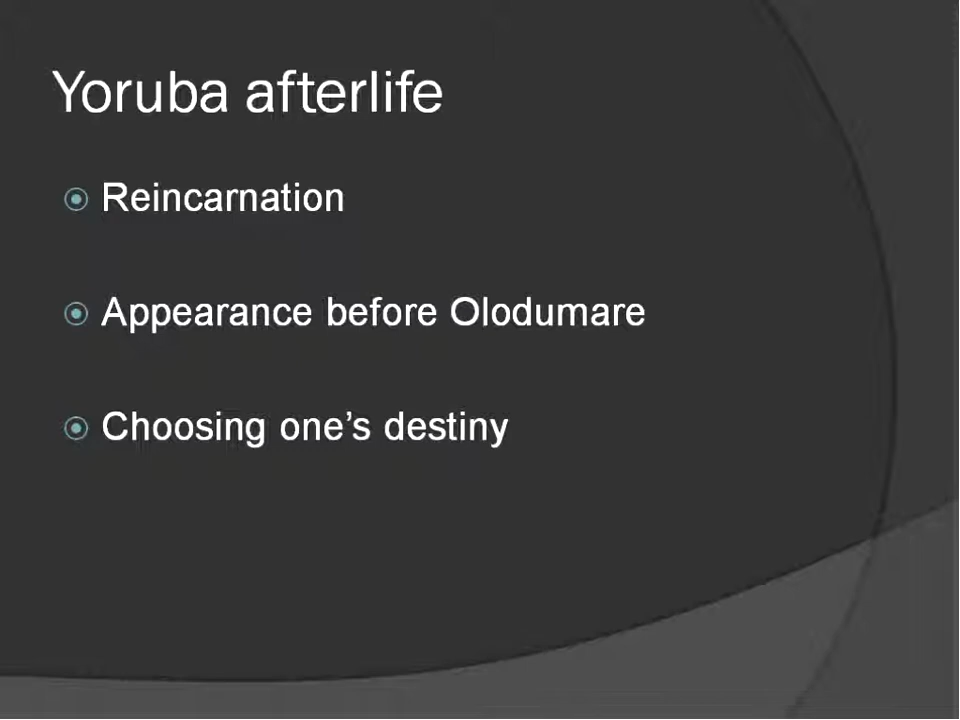 Yoruba afterlife
Reincarnation
Appearance before Olodumare
Choosing one’s destiny